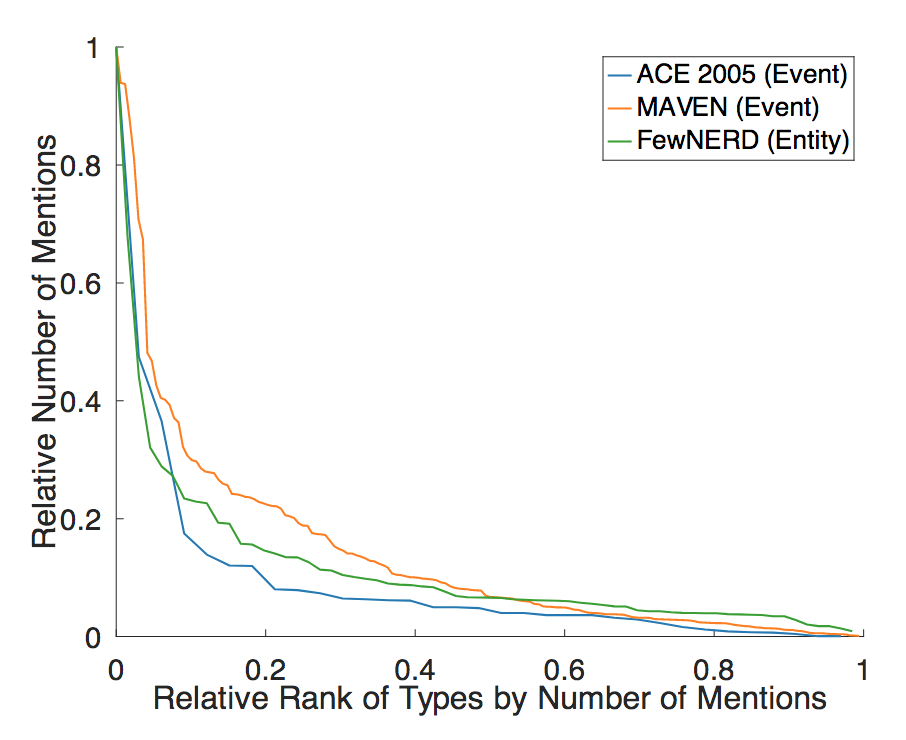 ACE 2005 (Event)
MAVEN (Event)
FewNERD (Entity)
Relative Number of Mentions
1
0.8
0.6
0.4
0.2
0
0 0.2 0.4 0.6 0.8 1
Relative Rank of Types by Number of Mentions